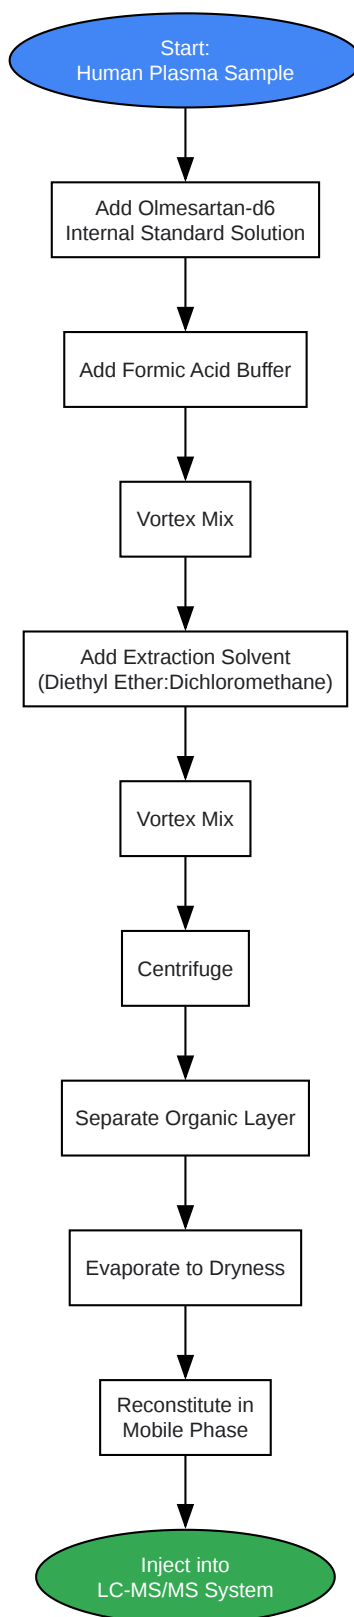 Start:
Human Plasma Sample
Add Olmesartan-d6
Internal Standard Solution
Add Formic Acid Buffer
Vortex Mix
Add Extraction Solvent
(Diethyl Ether:Dichloromethane)
Vortex Mix
Centrifuge
Separate Organic Layer
Evaporate to Dryness
Reconstitute in
Mobile Phase
Inject into
LC-MS/MS System